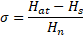 σ = (H_at − H_s) / H_n